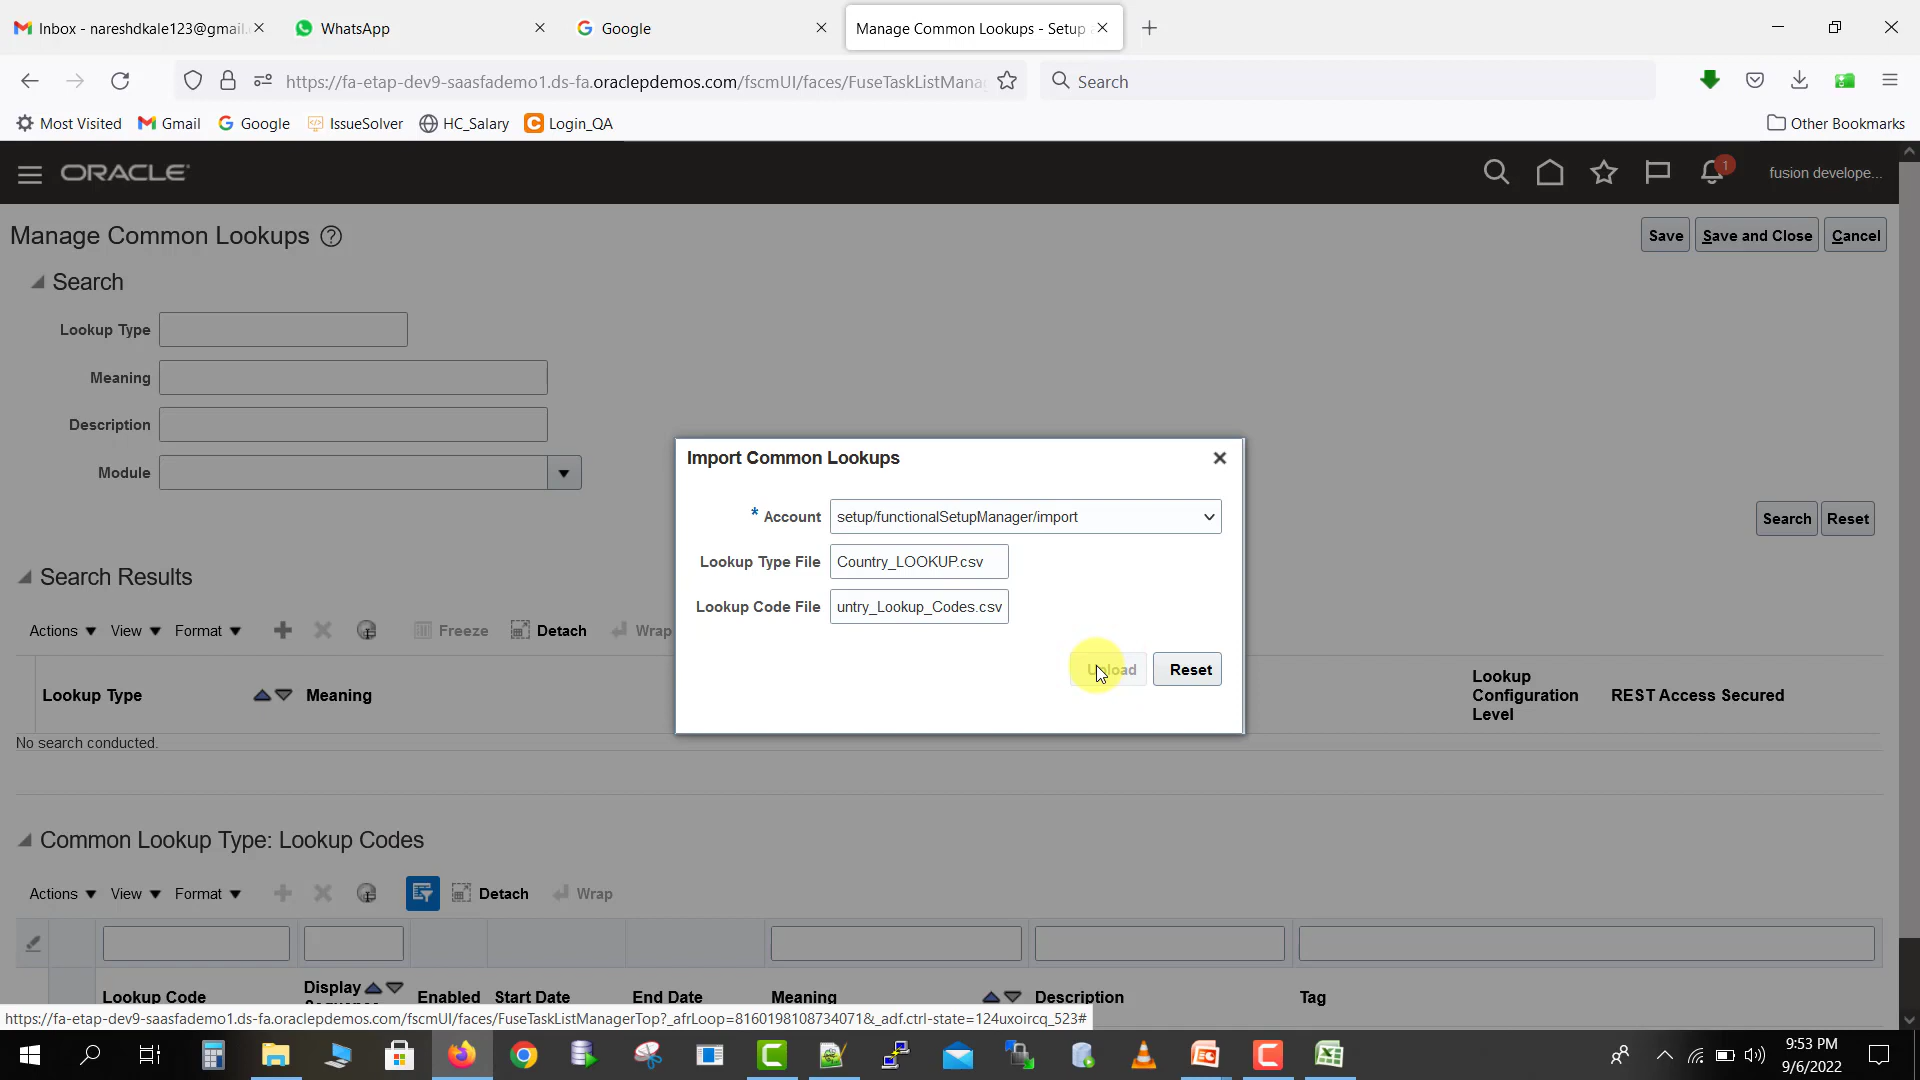 Inbox - nareshdkale123@gmail.
WhatsApp
Google
Manage Common Lookups - Setup
https://fa-etap-dev9-saasfademo1.ds-fa.oraclepdemos.com/fscmUI/faces/FuseTaskListMana
Search
Most Visited
Gmail
Google
IssueSolver
HC_Salary
Login_QA
Other Bookmarks
ORACLE
1
fusion develope...
Manage Common Lookups
Save
Save and Close
Cancel
Search
Lookup Type
Meaning
Description
Module
Search
Reset
Import Common Lookups
* Account
setup/functionalSetupManager/import
Lookup Type File
Country_LOOKUP.csv
Lookup Code File
untry_Lookup_Codes.csv
Upload
Reset
Search Results
Actions
View
Format
Freeze
Detach
Wrap
Lookup Type
Meaning
Lookup
Configuration
Level
REST Access Secured
No search conducted.
Common Lookup Type: Lookup Codes
Actions
View
Format
Detach
Wrap
Lookup Code
Display
Enabled
Start Date
End Date
Meaning
Description
Tag
https://fa-etap-dev9-saasfademo1.ds-fa.oraclepdemos.com/fscmUI/faces/FuseTaskListManagerTop?_afrLoop=8160198108734071&_adf.ctrl-state=124uxoircq_523#
9:53 PM
9/6/2022